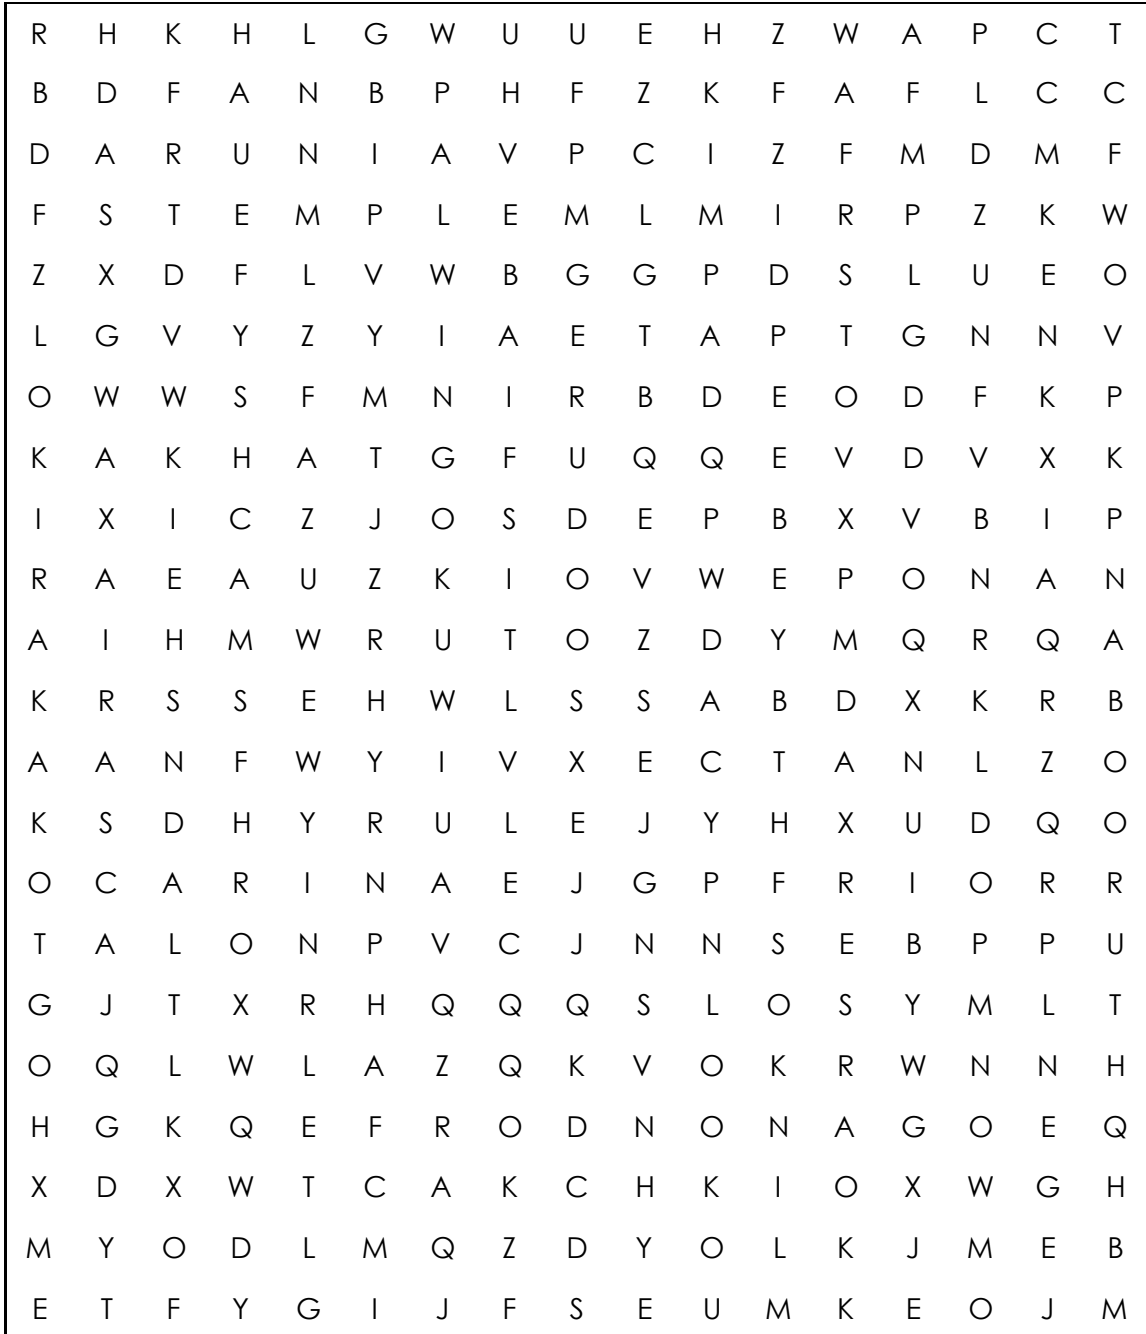 R H K H L G W U U E H Z W A P C T
B D F A N B P H F Z K F A F L C C
D A R U N I A V P C I Z F M D M F
F S T E M P L E M L M I R P Z K W
Z X D F L V W B G G P D S L U E O
L G V Y Z Y I A E T A P T G N N V
O W W S F M N I R B D E O D F K P
K A K H A T G F U Q Q E V D V X K
I X I C Z J O S D E P B X V B I P
R A E A U Z K I O V W E P O N A N
A I H M W R U T O Z D Y M Q R Q A
K R S S E H W L S S A B D X K R B
A A N F W Y I V X E C T A N L Z O
K S D H Y R U L E J Y H X U D Q O
O C A R I N A E J G P F R I O R R
T A L O N P V C J N N S E B P P U
G J T X R H Q Q Q S L O S Y M L T
O Q L W L A Z Q K V O K R W N N H
H G K Q E F R O D N O N A G O E Q
X D X W T C A K C H K I O X W G H
M Y O D L M Q Z D Y O L K J M E B
E T F Y G I J F S E U M K E O J M